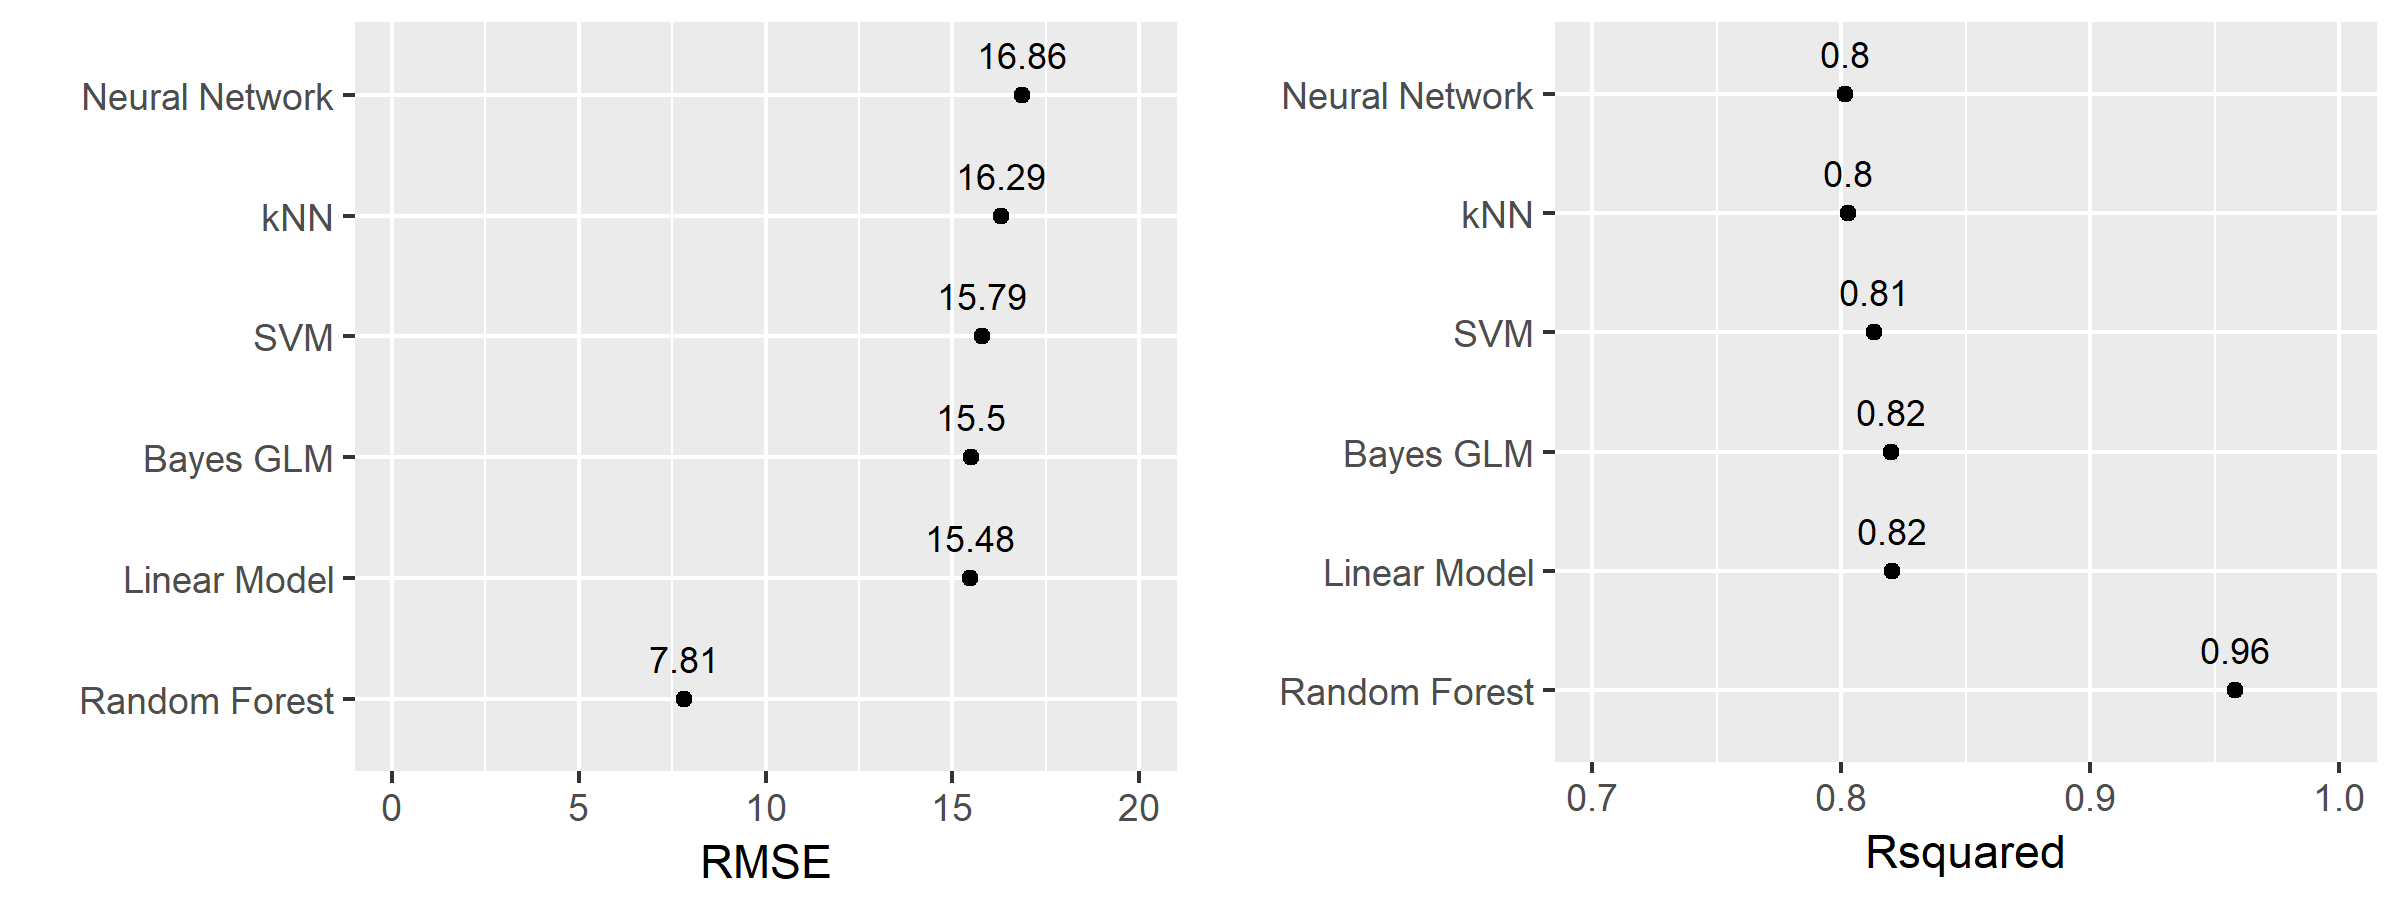 16.86
Neural Network
16.29
kNN
15.79
SVM
15.5
Bayes GLM
15.48
Linear Model
7.81
Random Forest
0 5 10 15 20
RMSE
0.8
Neural Network
0.8
kNN
0.81
SVM
0.82
Bayes GLM
0.82
Linear Model
0.96
Random Forest
0.7 0.8 0.9 1.0
Rsquared